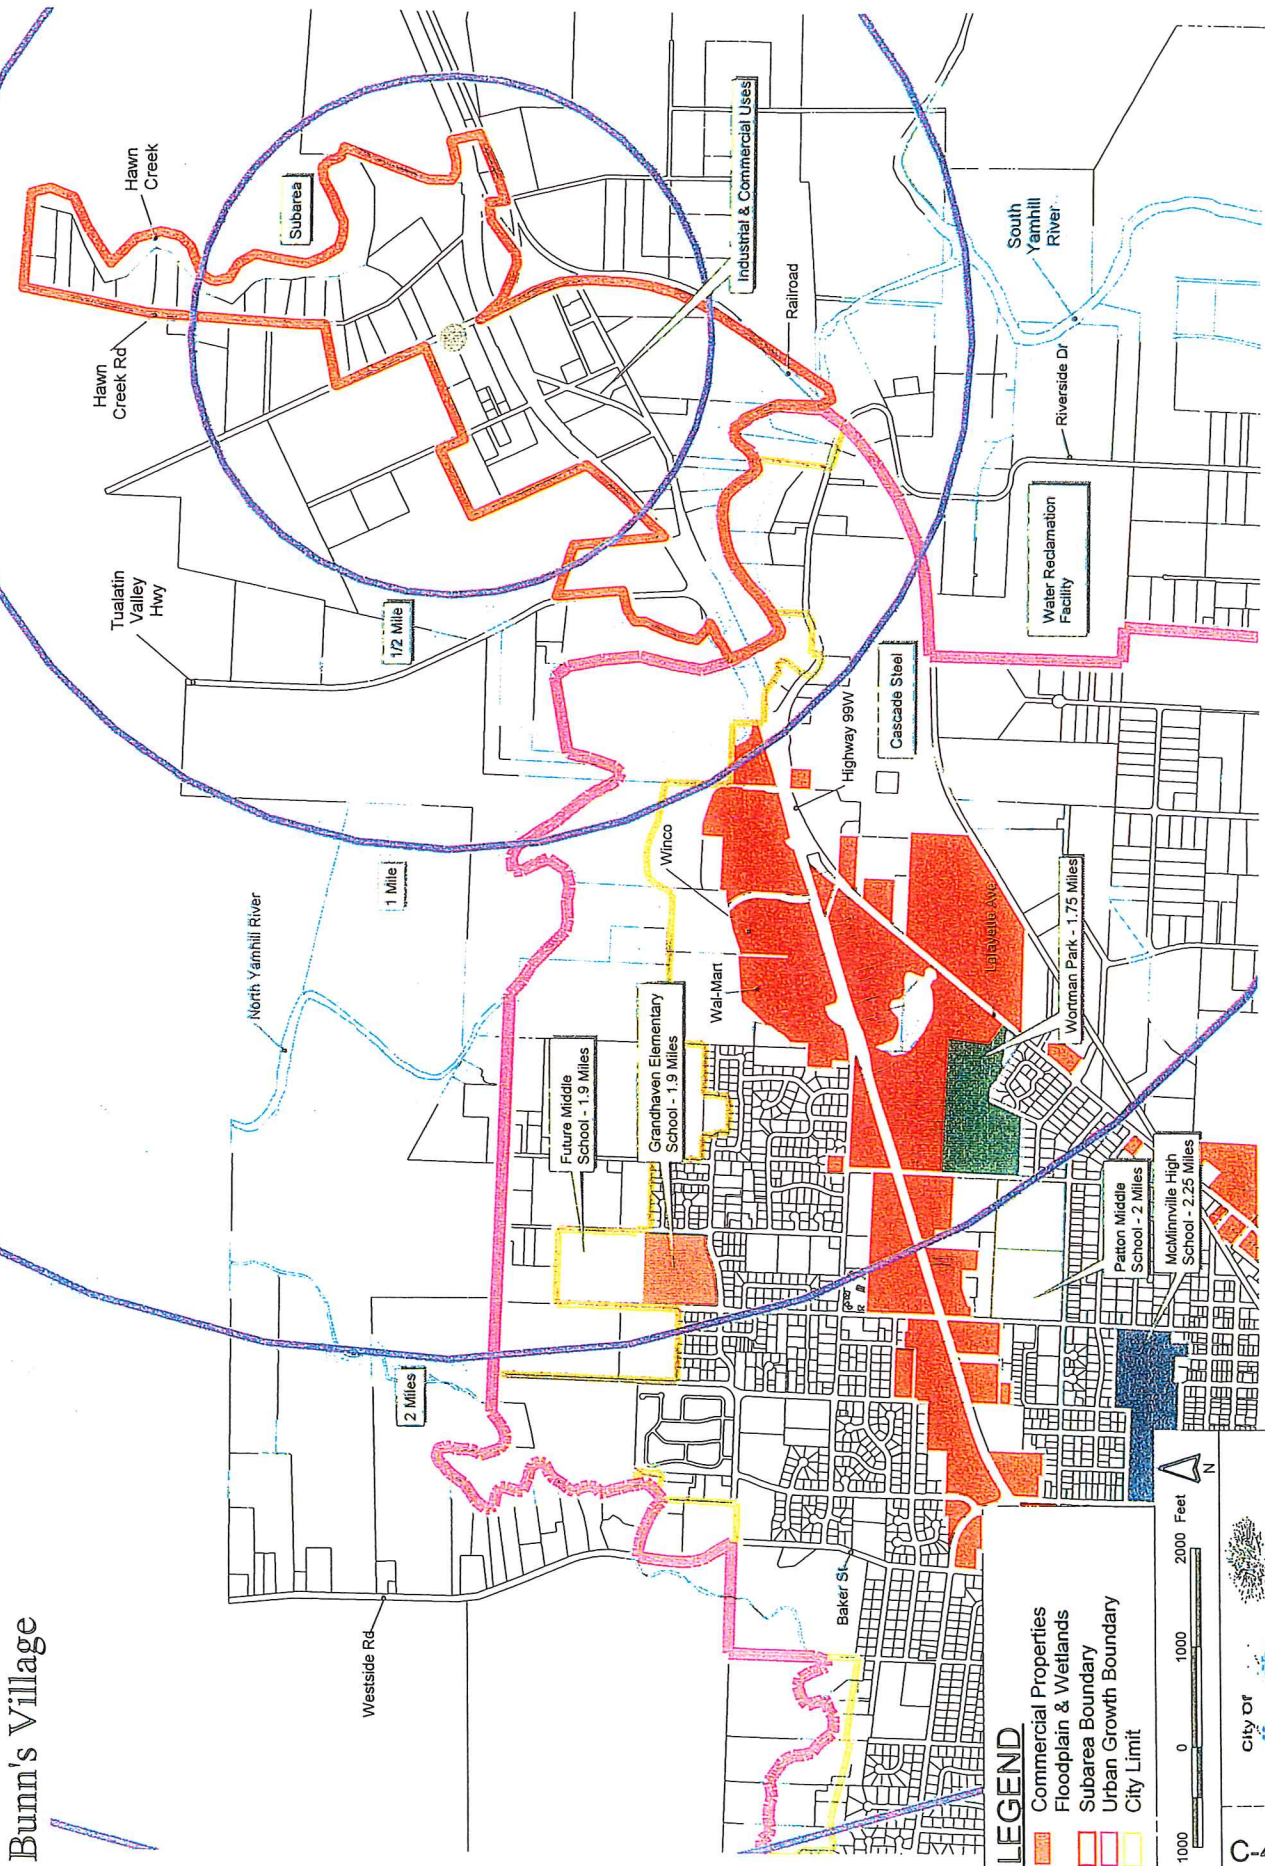 Bunn's Village
Westside Rd
2 Miles
North Yamhill River
1 Mile
Tualatin
Valley
Hwy
1/2 Mile
Hawn
Creek Rd
Hawn
Creek
Subarea
Industrial & Commercial Uses
Railroad
South
Yamhill
River
Riverside Dr
Water Reclamation
Facility
Cascade Steel
Highway 99W
Winco
Wal-Mart
Future Middle
School - 1.9 Miles
Grandhaven Elementary
School - 1.9 Miles
Lafayette Ave
Wortman Park - 1.75 Miles
Patton Middle
School - 2 Miles
McMinnville High
School - 2.25 Miles
Baker St
LEGEND
Commercial Properties
Floodplain & Wetlands
Subarea Boundary
Urban Growth Boundary
City Limit
1000 0 1000 2000 Feet
N
City Of